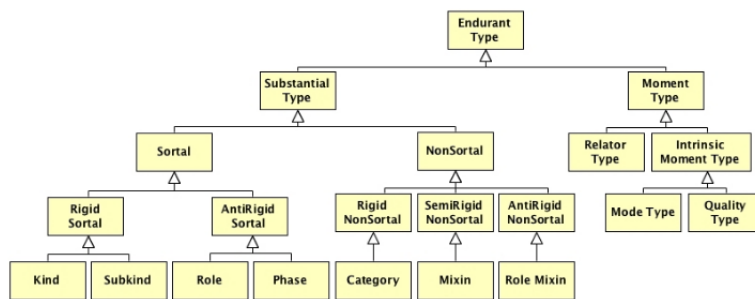 Endurant
Type
Substantial
Type
Moment
Type
Sortal
NonSortal
Relator
Type
Intrinsic
Moment Type
Rigid
Sortal
AntiRigid
Sortal
Rigid
NonSortal
SemiRigid
NonSortal
AntiRigid
NonSortal
Mode Type
Quality
Type
Kind
Subkind
Role
Phase
Category
Mixin
Role Mixin